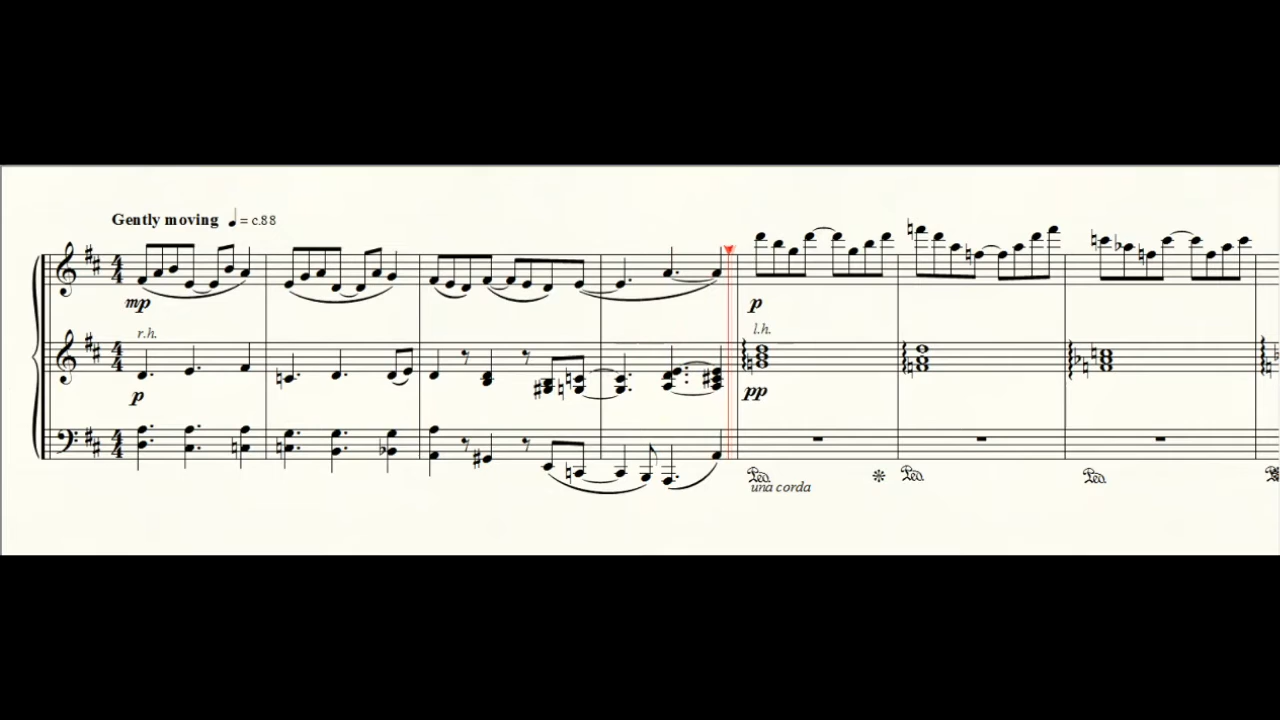 Gently moving ♩ = c.88
mp
r.h.
p
p
l.h.
pp
una corda